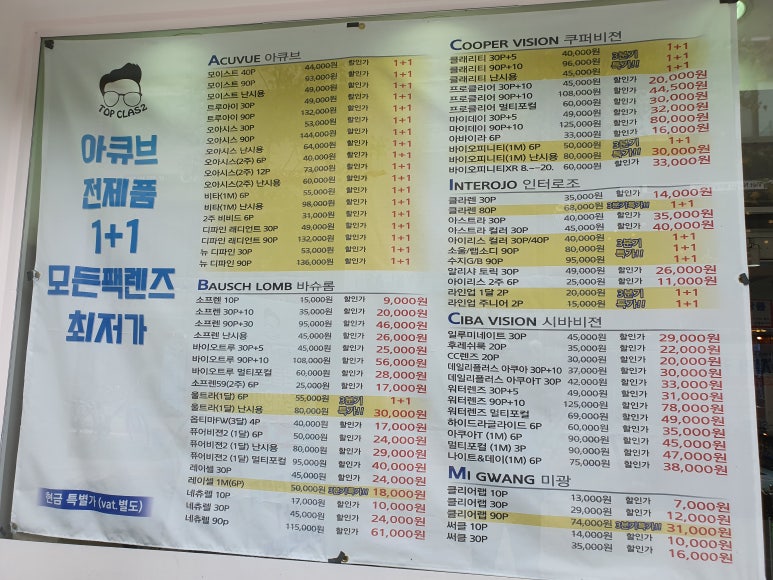 TOP CLAS2
아큐브
전제품
1+1
모든팩렌즈
최저가
현금 특별가 (vat.별도)
ACUVUE 아큐브
모이스트 40P 44,000원 할인가 1+1
모이스트 90P 93,000원 할인가 1+1
모이스트 난시용 49,000원 할인가 1+1
트루아이 30P 49,000원 할인가 1+1
트루아이 90P 132,000원 할인가 1+1
오아시스 30P 53,000원 할인가 1+1
오아시스 90P 144,000원 할인가 1+1
오아시스 난시용 64,000원 할인가 1+1
오아시스(2주) 6P 40,000원 할인가 1+1
오아시스(2주) 12P 73,000원 할인가 1+1
오아시스(2주) 난시용 60,000원 할인가 1+1
비타(1M) 6P 55,000원 할인가 1+1
비타(1M) 난시용 98,000원 할인가 1+1
2주 비비드 6P 31,000원 할인가 1+1
디파인 래디언트 30P 49,000원 할인가 1+1
디파인 래디언트 90P 132,000원 할인가 1+1
뉴 디파인 30P 53,000원 할인가 1+1
뉴 디파인 90P 136,000원 할인가 1+1
BAUSCH LOMB 바슈롬
소프렌 10P 15,000원 할인가 9,000원
소프렌 30P+10 35,000원 할인가 20,000원
소프렌 90P+30 95,000원 할인가 46,000원
소프렌 난시용 45,000원 할인가 26,000원
바이오트루 30P+5 45,000원 할인가 25,000원
바이오트루 90P+10 108,000원 할인가 56,000원
바이오트루 멀티포컬 60,000원 할인가 28,000원
소프렌59(2주) 6P 25,000원 할인가 17,000원
울트라(1달) 6P 55,000원 3분기 1+1
울트라(1달) 난시용 80,000원 특가!! 30,000원
옵티마FW(3달) 4P 40,000원 할인가 17,000원
퓨어비전2 (1달) 6P 50,000원 할인가 24,000원
퓨어비전2 (1달) 난시용 80,000원 할인가 29,000원
퓨어비전2 (1달) 멀티포컬 95,000원 할인가 40,000원
레이셀 30P 45,000원 할인가 24,000원
레이셀 1M(6P) 50,000원 3분기특가!! 18,000원
네츄렐 10P 17,000원 할인가 10,000원
네츄렐 30P 45,000원 할인가 24,000원
네츄렐 90p 115,000원 할인가 61,000원
COOPER VISION 쿠퍼비젼
클래리티 30P+5 40,000원 3분기 1+1
클래리티 90P+10 96,000원 특가!! 1+1
클래리티 난시용 45,000원
프로클리어 30P+10 45,000원 할인가 20,000원
프로클리어 90P+10 108,000원 할인가 44,500원
프로클리어 멀티포컬 60,000원 할인가 30,000원
마이데이 30P+5 49,000원 할인가 32,000원
마이데이 90P+10 125,000원 할인가 80,000원
아바이라 6P 33,000원 할인가 16,000원
바이오피니티(1M) 6P 50,000원 3분기 1+1
바이오피니티(1M) 난시용 80,000원 특가!! 30,000원
바이오피니티XR 8.~-20. 60,000원 할인가 33,000원
INTEROJO 인터로조
클라렌 30P 35,000원 할인가 14,000원
클라렌 80P 68,000원 3분기특가!! 1+1
아스트라 30P 40,000원 할인가 35,000원
아스트라 컬러 30P 45,000원 할인가 40,000원
아이리스 컬러 30P/40P 40,000원 3분기 1+1
소울/랩소디 90P 80,000원 특가!! 1+1
수지G/B 90P 95,000원 1+1
알리샤 토릭 30P 49,000원 할인가 26,000원
아이리스 2주 6P 25,000원 할인가 11,000원
라인업 1달 2P 20,000원 3분기 1+1
라인업 주니어 2P 15,000원 특가!! 1+1
CIBA VISION 시바비젼
일루미네이트 30P 45,000원 할인가 29,000원
후레쉬룩 20P 35,000원 할인가 22,000원
CC렌즈 20P 30,000원 할인가 20,000원
데일리플러스 아쿠아 30P+10 37,000원 할인가 30,000원
데일리플러스 아쿠아T 30P 42,000원 할인가 33,000원
워터렌즈 30P+5 49,000원 할인가 31,000원
워터렌즈 90P+10 125,000원 할인가 78,000원
워터렌즈 멀티포컬 69,000원 할인가 49,000원
하이드라글라이드 6P 60,000원 할인가 35,000원
아쿠아T (1M) 6P 90,000원 할인가 45,000원
멀티포컬 (1M) 3P 90,000원 할인가 47,000원
나이트&데이(1M) 6P 75,000원 할인가 38,000원
MI GWANG 미광
클리어랩 10P 13,000원 할인가 7,000원
클리어랩 30P 29,000원 할인가 12,000원
클리어랩 90P 74,000원 3분기특가!! 31,000원
써클 10P 14,000원 할인가 10,000원
써클 30P 35,000원 할인가 16,000원